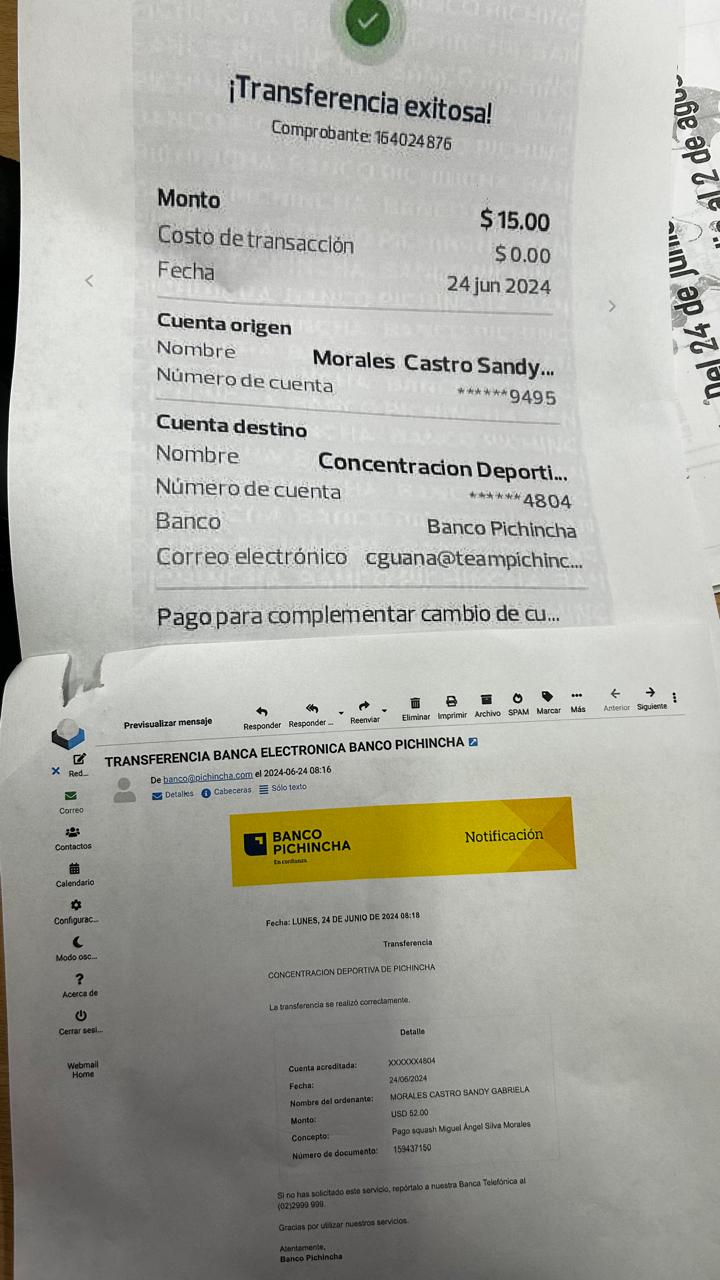 ¡Transferencia exitosa!
Comprobante: 164024876
Monto $ 15.00
Costo de transacción $ 0.00
Fecha 24 jun 2024
Cuenta origen
Nombre Morales Castro Sandy...
Número de cuenta ******9495
Cuenta destino
Nombre Concentracion Deporti...
Número de cuenta ******4804
Banco Banco Pichincha
Correo electrónico cguana@teampichinc...
Pago para complementar cambio de cu...
Del 24 de Juni
al 2 de ago
Previsualizar mensaje
Responder Responder ... Reenviar Eliminar Imprimir Archivo SPAM Marcar Más Anterior Siguiente
Red...
Correo
Contactos
Calendario
Configurac...
Modo osc...
Acerca de
Cerrar sesi...
Webmail
Home
TRANSFERENCIA BANCA ELECTRONICA BANCO PICHINCHA
De banco@pichincha.com el 2024-06-24 08:16
Detalles Cabeceras Sólo texto
BANCO
PICHINCHA
En confianza.
Notificación
Fecha: LUNES, 24 DE JUNIO DE 2024 08:18
Transferencia
CONCENTRACION DEPORTIVA DE PICHINCHA
La transferencia se realizó correctamente.
Detalle
Cuenta acreditada: XXXXXX4804
Fecha: 24/06/2024
Nombre del ordenante: MORALES CASTRO SANDY GABRIELA
Monto: USD 52.00
Concepto: Pago squash Miguel Ángel Silva Morales
Número de documento: 159437150
Si no has solicitado este servicio, repórtalo a nuestra Banca Telefónica al
(02)2999 999.
Gracias por utilizar nuestros servicios.
Atentamente,
Banco Pichincha